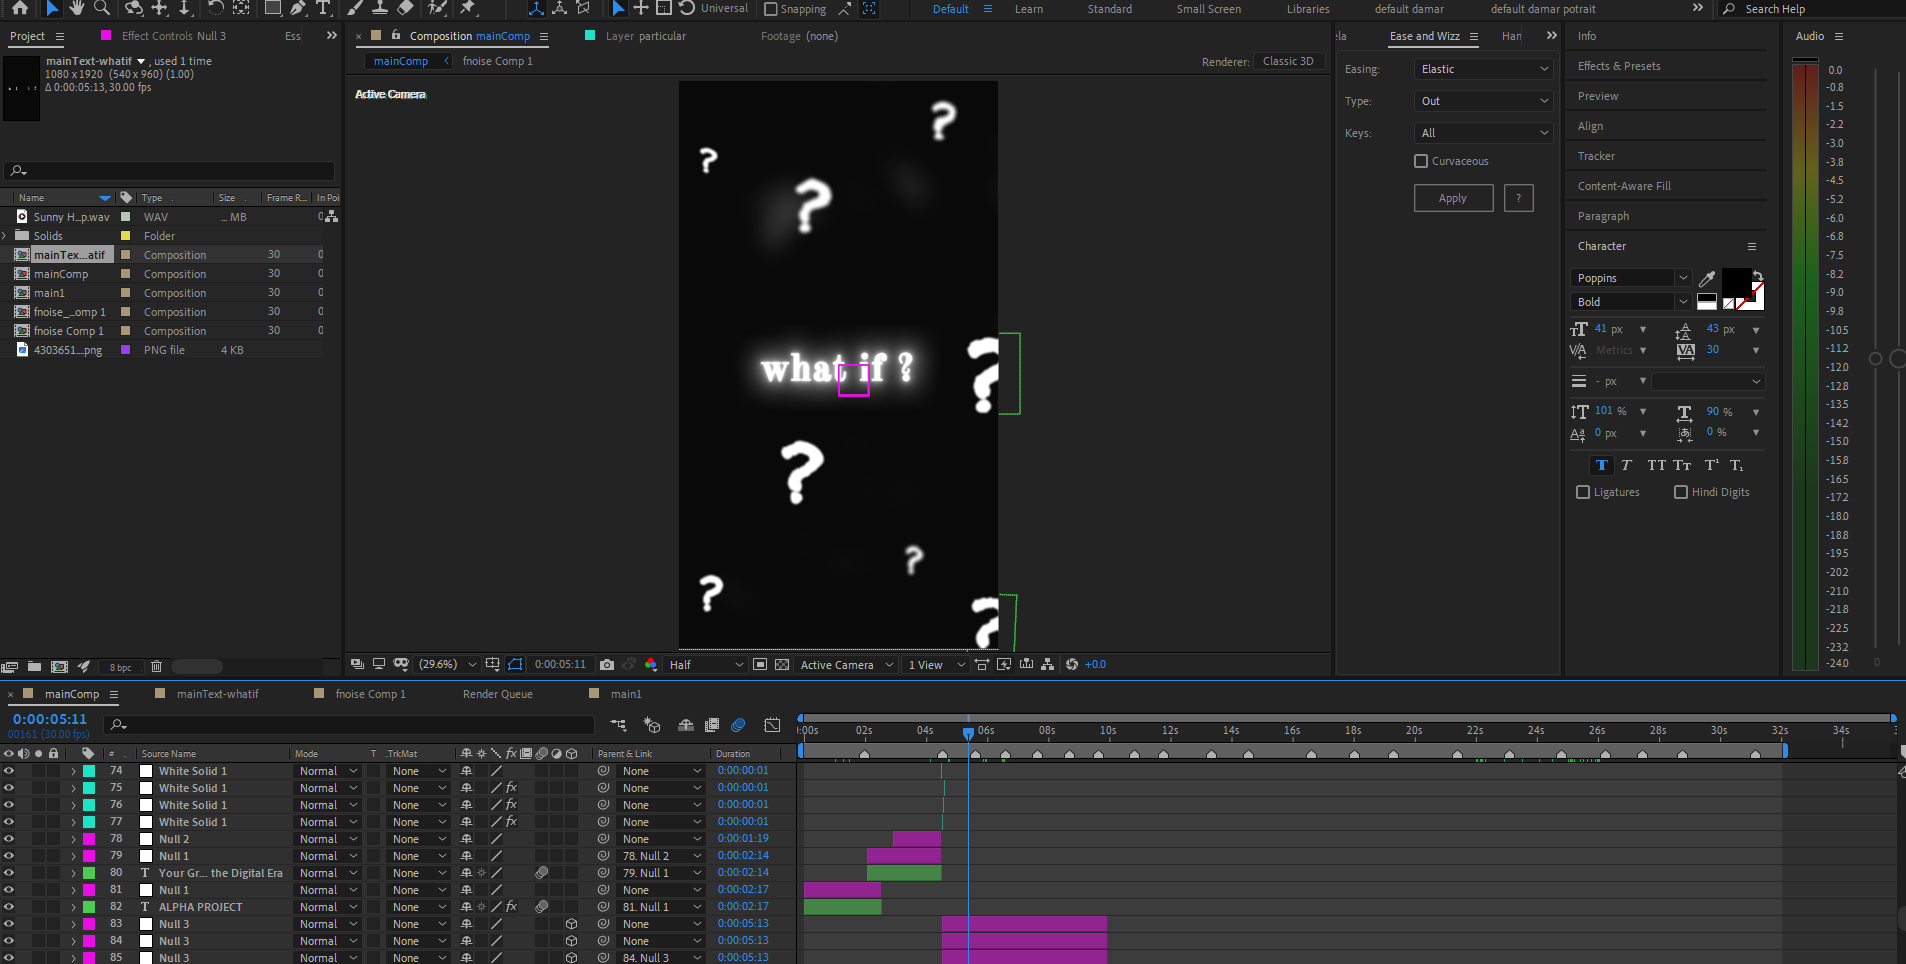 Universal Snapping Default Learn Standard Small Screen Libraries default damar default damar potrait Search Help
Project Effect Controls Null 3 Ess
mainText-whatif , used 1 time
1080 x 1920 (540 x 960) (1.00)
Δ 0:00:05:13, 30.00 fps
Name Type Size Frame R... In Poi
Sunny H...p.wav WAV ... MB 0
Solids Folder
mainTex...atif Composition 30 0
mainComp Composition 30 0
main1 Composition 30 0
fnoise_...omp 1 Composition 30 0
fnoise Comp 1 Composition 30 0
4303651...png PNG file 4 KB
8 bpc
Composition mainComp Layer particular Footage (none)
mainComp fnoise Comp 1 Renderer: Classic 3D
Active Camera
?
?
?
what if ?
?
?
?
?
?
(29.6%) 0:00:05:11 Half Active Camera 1 View +0.0
Ease and Wizz Han
Easing: Elastic
Type: Out
Keys: All
Curvaceous
Apply ?
Info
Effects & Presets
Preview
Align
Tracker
Content-Aware Fill
Paragraph
Character
Poppins
Bold
41 px 43 px
Metrics 30
- px
101 % 90 %
0 px 0 %
T T TT Tt T¹ T₁
Ligatures Hindi Digits
Audio
0.0
-0.8
-1.5
-2.2
-3.0
-3.8
-4.5
-5.2
-6.0
-6.8
-7.5
-8.2
-9.0
-9.8
-10.5
-11.2
-12.0
-12.8
-13.5
-14.2
-15.0
-15.8
-16.5
-17.2
-18.0
-18.8
-19.5
-20.2
-21.0
-21.8
-22.5
-23.2
-24.0
0
mainComp mainText-whatif fnoise Comp 1 Render Queue main1
0:00:05:11
00161 (30.00 fps)
:00s 02s 04s 06s 08s 10s 12s 14s 16s 18s 20s 22s 24s 26s 28s 30s 32s 34s 3
# Source Name Mode T .TrkMat Parent & Link Duration
74 White Solid 1 Normal None None 0:00:00:01
75 White Solid 1 Normal None fx None 0:00:00:01
76 White Solid 1 Normal None fx None 0:00:00:01
77 White Solid 1 Normal None fx None 0:00:00:01
78 Null 2 Normal None None 0:00:01:19
79 Null 1 Normal None 78. Null 2 0:00:02:14
80 T Your Gr... the Digital Era Normal None 79. Null 1 0:00:02:14
81 Null 1 Normal None None 0:00:02:17
82 T ALPHA PROJECT Normal None fx 81. Null 1 0:00:02:17
83 Null 3 Normal None None 0:00:05:13
84 Null 3 Normal None None 0:00:05:13
85 Null 3 Normal None 84. Null 3 0:00:05:13